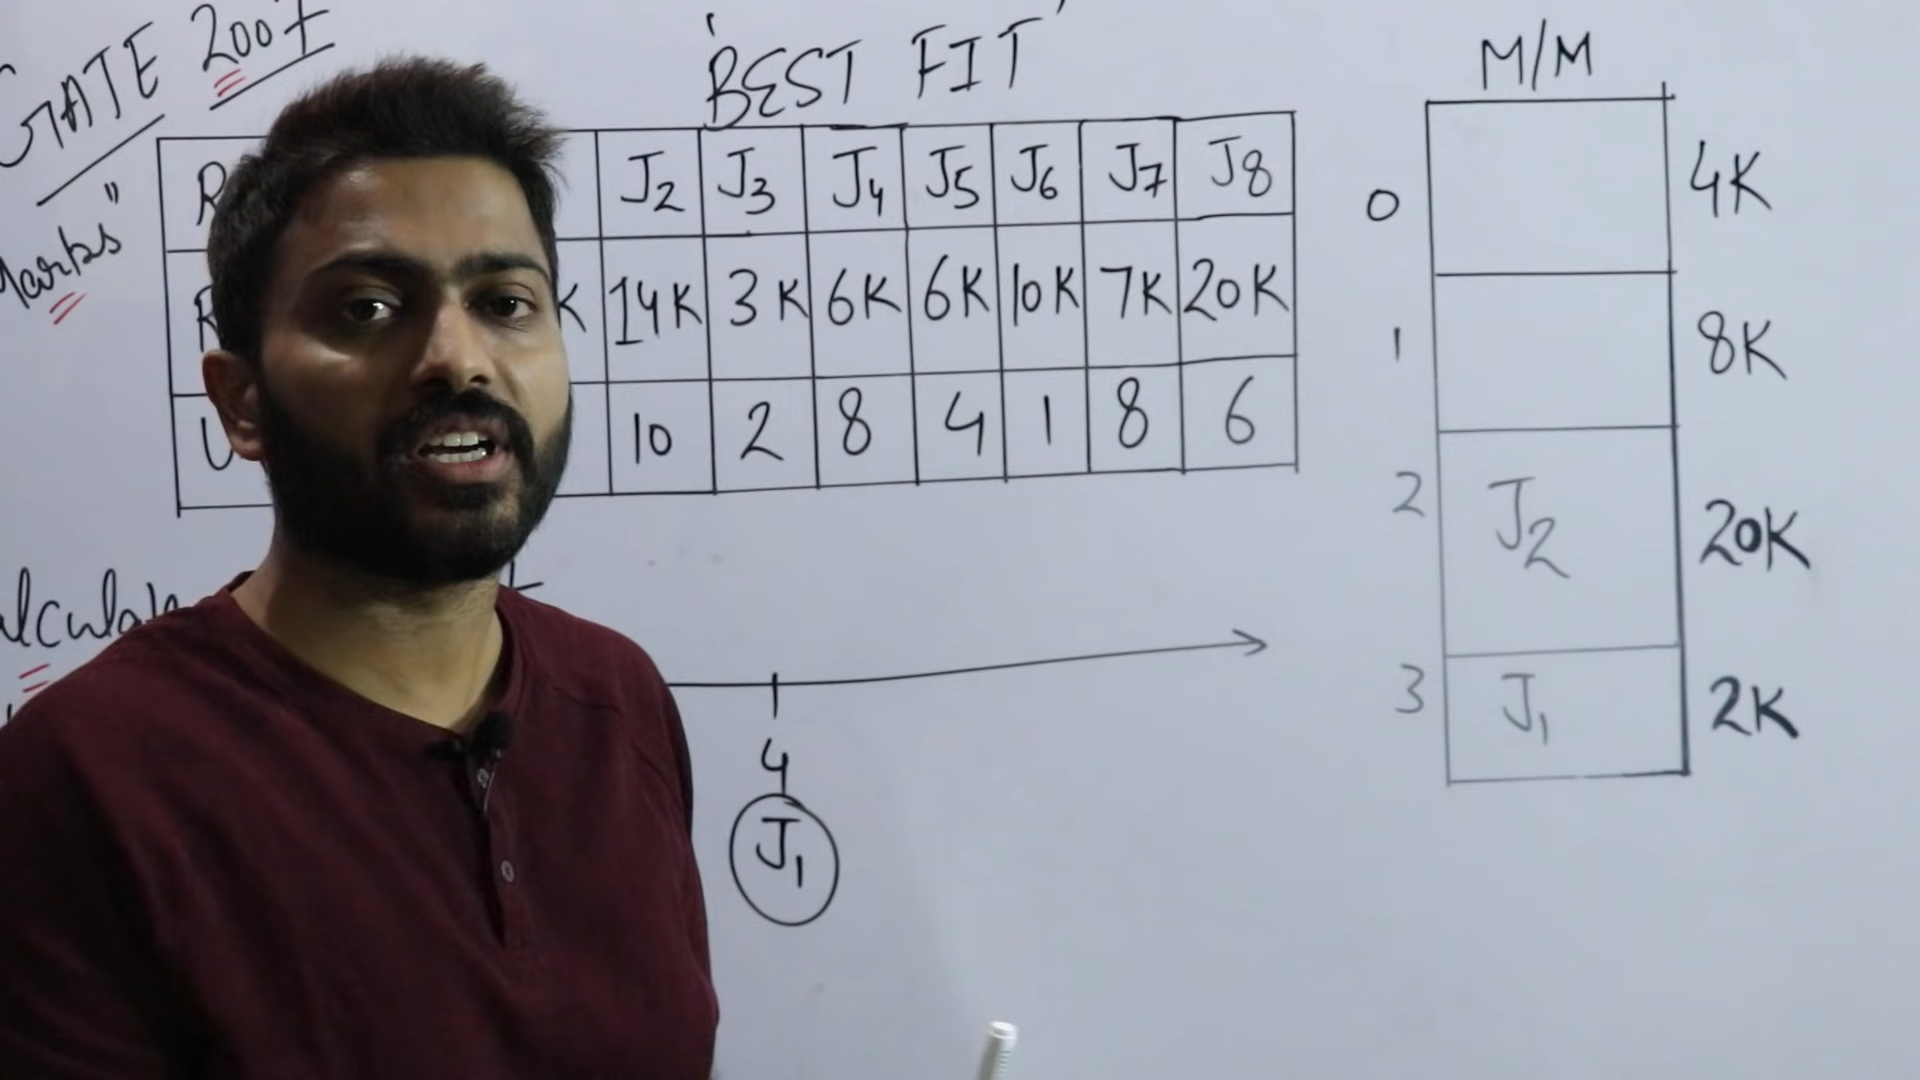 GATE 2007
'BEST FIT'
Marks"
M/M
R J2 J3 J4 J5 J6 J7 J8
R K 14K 3K 6K 6K 10K 7K 20K
U 10 2 8 4 1 8 6
0 4K
1 8K
2 J2 20K
3 J1 2K
4
J1